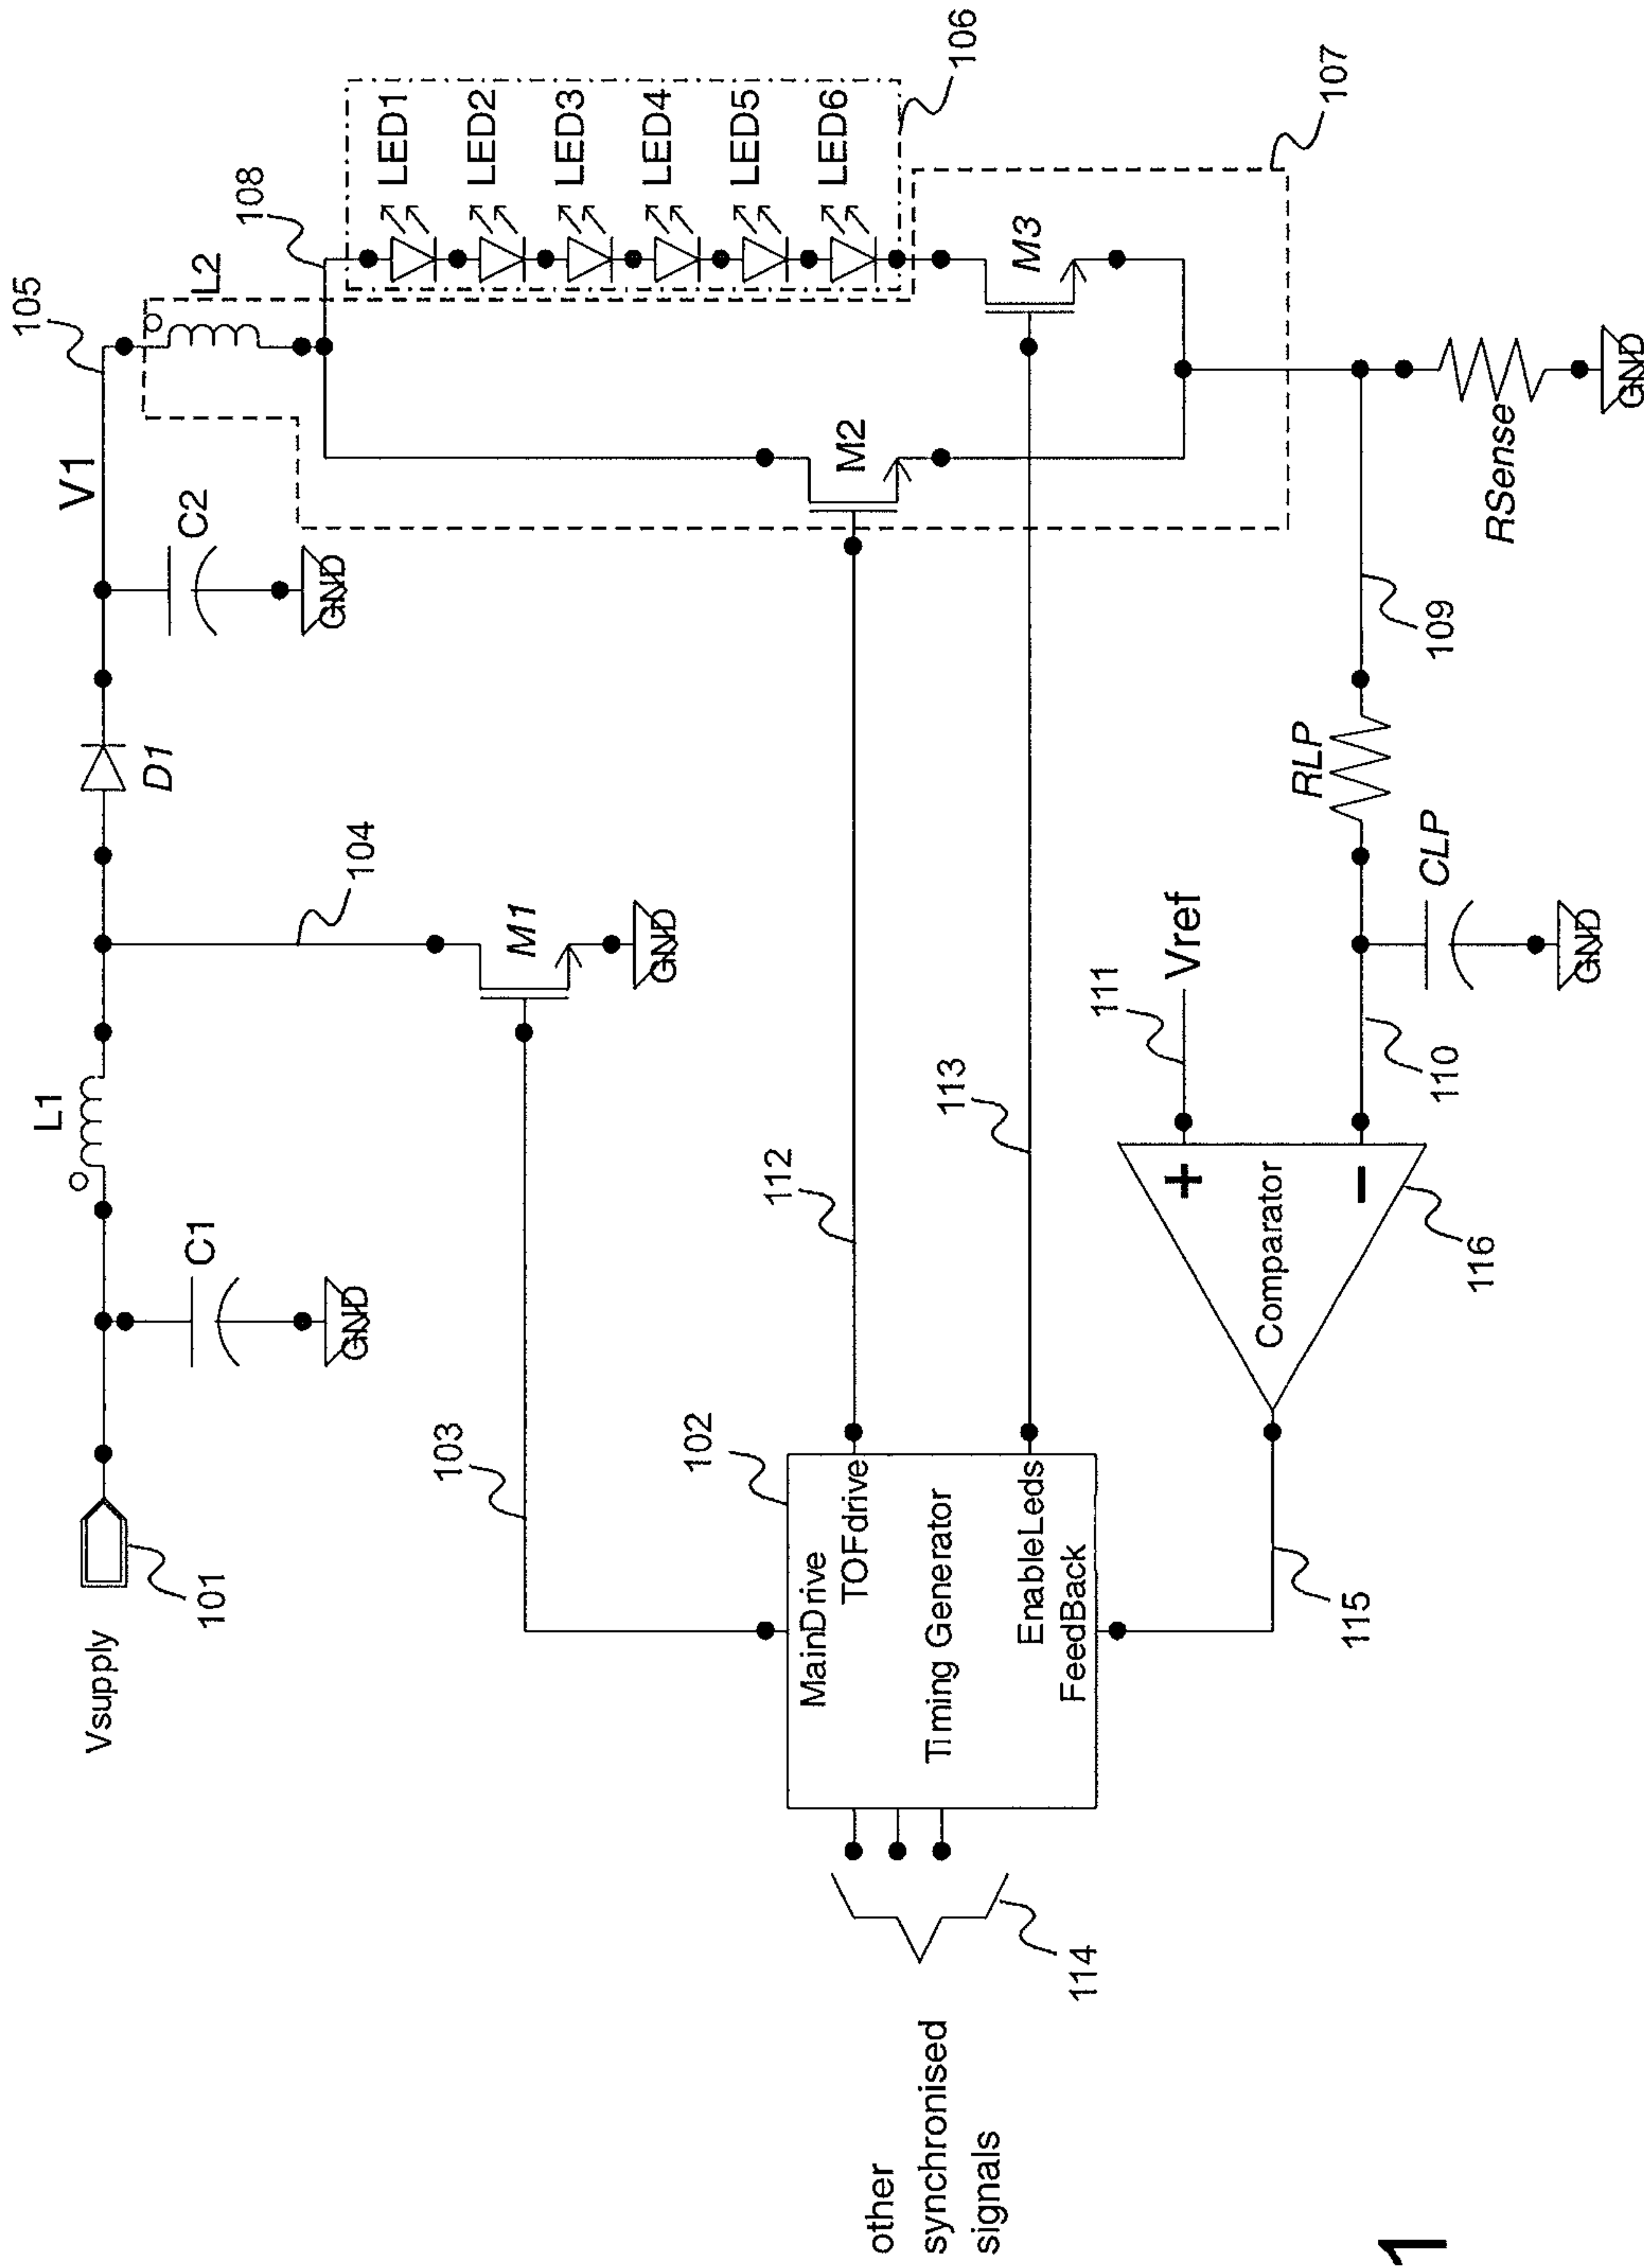 Vsupply
101
C1
GND
L1
104
M1
GND
D1
C2
GND
V1
105
L2
108
LED1
LED2
LED3
LED4
LED5
LED6
106
107
M2
M3
103
102
MainDrive
TOFdrive
Timing Generator
EnableLeds
FeedBack
112
113
other
synchronised
signals
114
115
Comparator
+
−
116
111
Vref
110
CLP
GND
RLP
109
RSense
GND
1